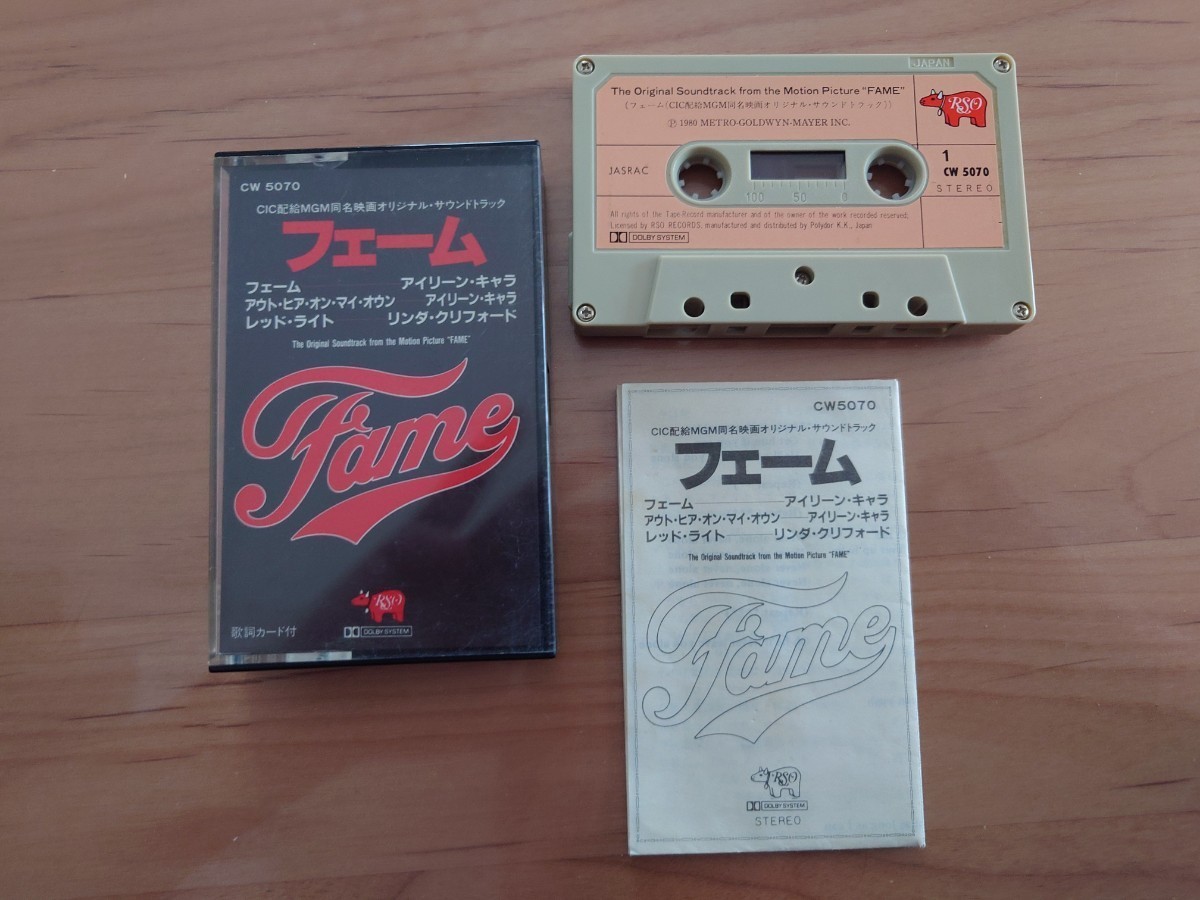 CW 5070
CIC配給MGM同名映画オリジナル・サウンドトラック
フェーム
フェーム アイリーン・キャラ
アウト・ヒア・オン・マイ・オウン アイリーン・キャラ
レッド・ライト リンダ・クリフォード
The Original Soundtrack from the Motion Picture "FAME"
Fame
RSO
歌詞カード付 DOLBY SYSTEM
JAPAN
The Original Soundtrack from the Motion Picture "FAME"
(フェーム(CIC配給MGM同名映画オリジナル・サウンドトラック))
Ⓟ 1980 METRO-GOLDWYN-MAYER INC.
RSO
JASRAC
1
CW 5070
STEREO
100 50 0
All rights of the Tape-Record manufacturer and of the owner of the work recorded reserved.
Licensed by RSO RECORDS. manufactured and distributed by Polydor K.K., Japan
DOLBY SYSTEM
CW5070
CIC配給MGM同名映画オリジナル・サウンドトラック
フェーム
フェーム アイリーン・キャラ
アウト・ヒア・オン・マイ・オウン アイリーン・キャラ
レッド・ライト リンダ・クリフォード
The Original Soundtrack from the Motion Picture "FAME"
Fame
RSO
DOLBY SYSTEM
STEREO